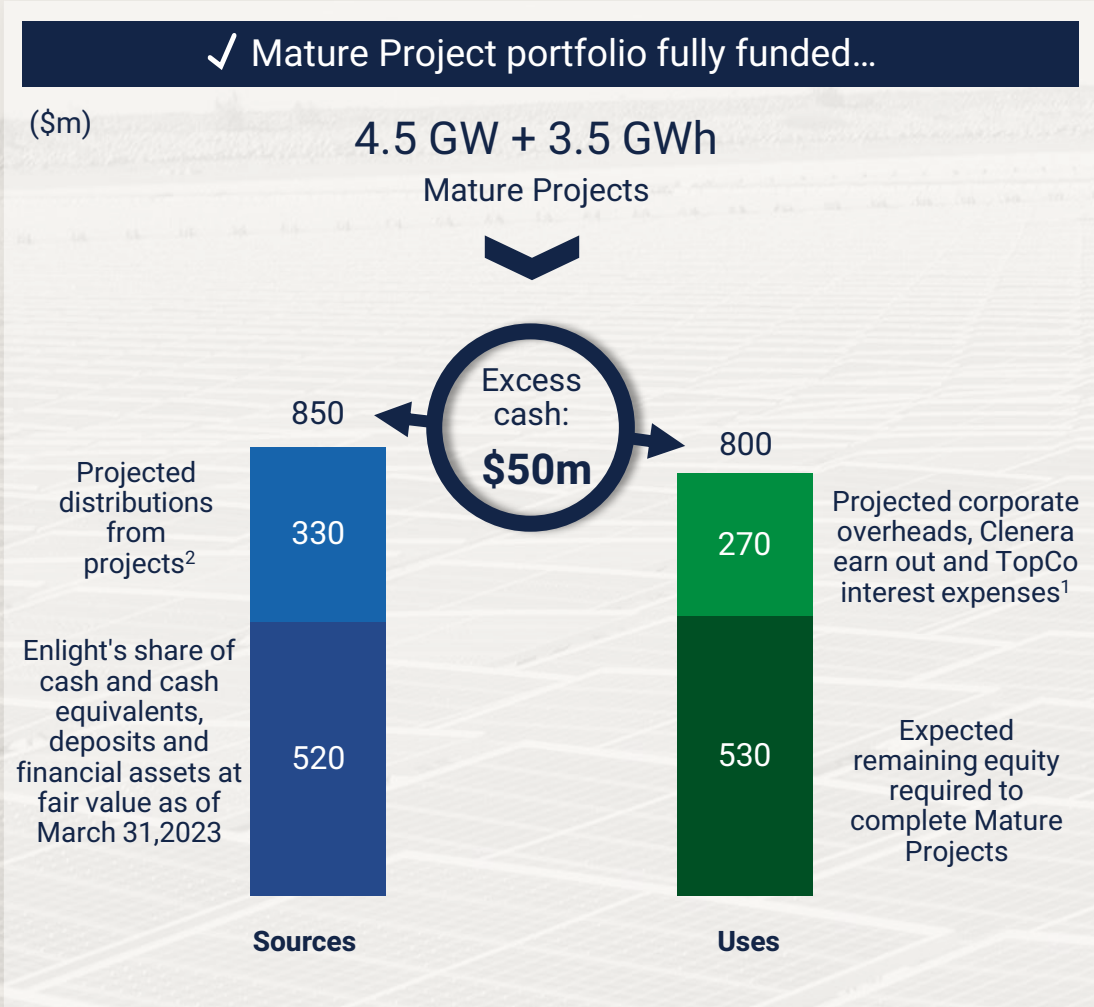 ✓ Mature Project portfolio fully funded…
($m)
4.5 GW + 3.5 GWh
Mature Projects
Excess
cash:
$50m
850
Projected
distributions
from
projects²
330
Enlight's share of
cash and cash
equivalents,
deposits and
financial assets at
fair value as of
March 31,2023
520
Sources
800
270
Projected corporate
overheads, Clenera
earn out and TopCo
interest expenses¹
530
Expected
remaining equity
required to
complete Mature
Projects
Uses